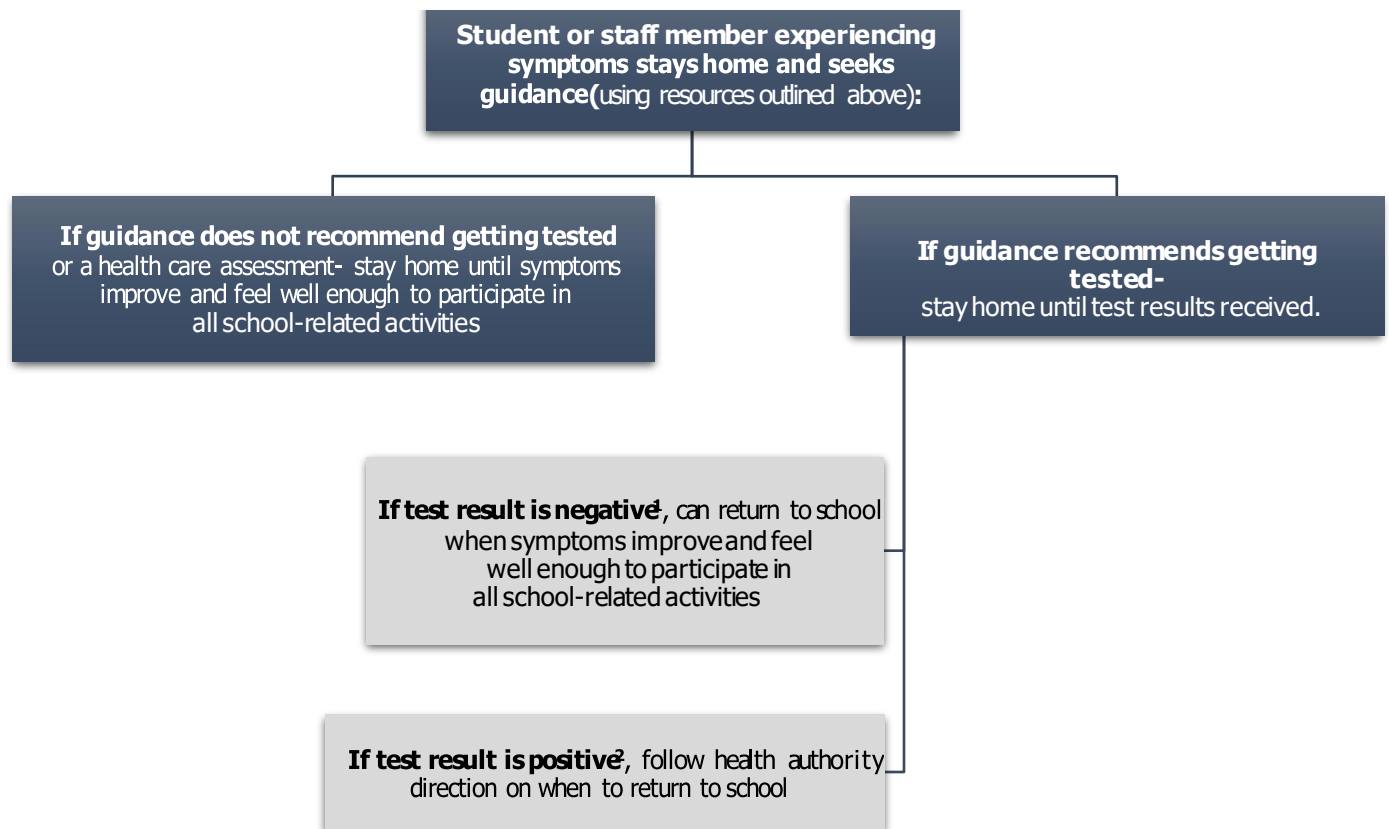 Student or staff member experiencing
symptoms stays home and seeks
guidance(using resources outlined above):
If guidance does not recommend getting tested
or a health care assessment- stay home until symptoms
improve and feel well enough to participate in
all school-related activities
If guidance recommends getting
tested-
stay home until test results received.
If test result is negative¹, can return to school
when symptoms improve and feel
well enough to participate in
all school-related activities
If test result is positive², follow health authority
direction on when to return to school